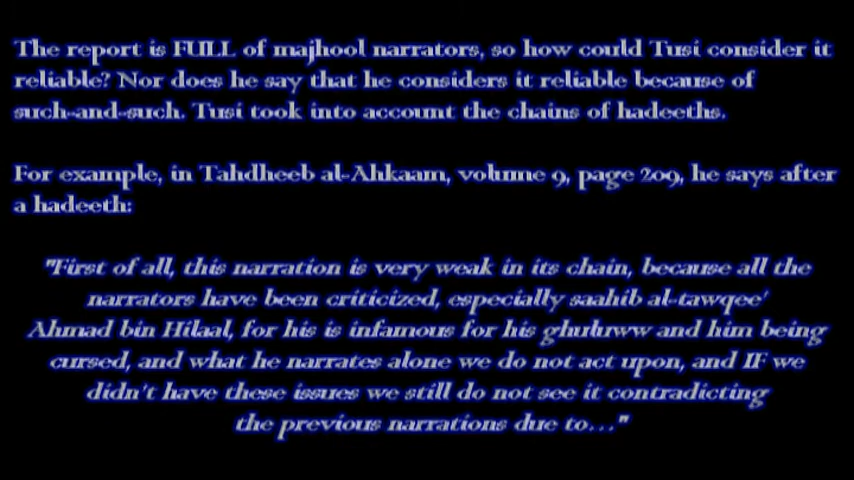 The report is FULL of majhool narrators, so how could Tusi consider it
reliable? Nor does he say that he considers it reliable because of
such-and-such. Tusi took into account the chains of hadeeths.
For example, in Tahdheeb al-Ahkaam, volume 9, page 209, he says after
a hadeeth:
"First of all, this narration is very weak in its chain, because all the
narrators have been criticized, especially saahib al-tawqee'
Ahmad bin Hilaal, for his is infamous for his ghuluww and him being
cursed, and what he narrates alone we do not act upon, and IF we
didn't have these issues we still do not see it contradicting
the previous narrations due to..."